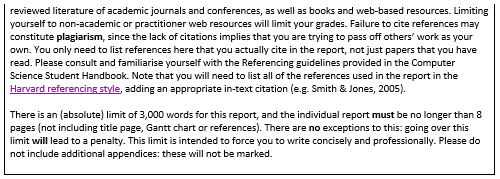 reviewed literature of academic journals and conferences, as well as books and web-based resources. Limiting
yourself to non-academic or practitioner web resources will limit your grades. Failure to cite references may
constitute plagiarism, since the lack of citations implies that you are trying to pass off others' work as your
own. You only need to list references here that you actually cite in the report, not just papers that you have
read. Please consult and familiarise yourself with the Referencing guidelines provided in the Computer
Science Student Handbook. Note that you will need to list all of the references used in the report in the
Harvard referencing style, adding an appropriate in-text citation (e.g. Smith & Jones, 2005).
There is an (absolute) limit of 3,000 words for this report, and the individual report must be no longer than 8
pages (not including title page, Gantt chart or references). There are no exceptions to this: going over this
limit will lead to a penalty. This limit is intended to force you to write concisely and professionally. Please do
not include additional appendices: these will not be marked.